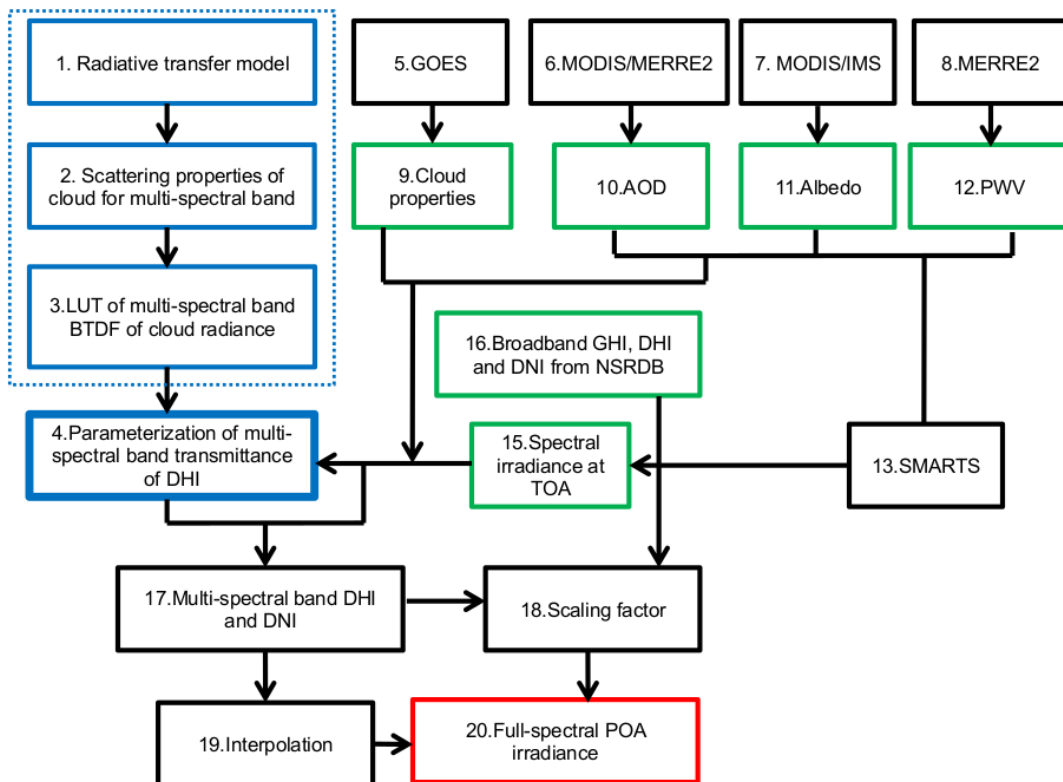 1. Radiative transfer model
5.GOES
6.MODIS/MERRE2
7. MODIS/IMS
8.MERRE2
2. Scattering properties of
cloud for multi-spectral band
9.Cloud
properties
10.AOD
11.Albedo
12.PWV
3.LUT of multi-spectral band
BTDF of cloud radiance
16.Broadband GHI, DHI
and DNI from NSRDB
4.Parameterization of multi-
spectral band transmittance
of DHI
15.Spectral
irradiance at
TOA
13.SMARTS
17.Multi-spectral band DHI
and DNI
18.Scaling factor
19.Interpolation
20.Full-spectral POA
irradiance